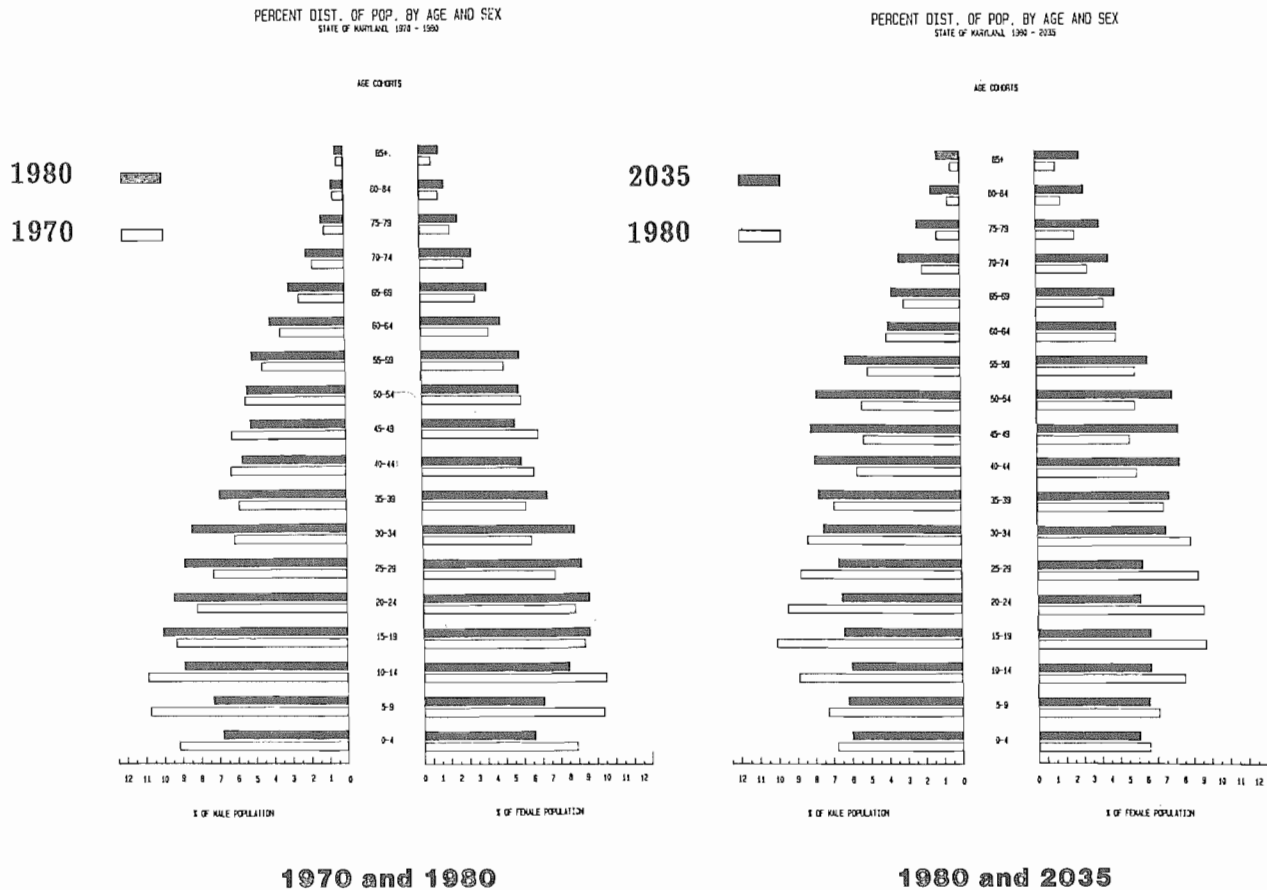 PERCENT DIST. OF POP. BY AGE AND SEX
STATE OF MARYLAND, 1970 - 1980
AGE COHORTS
1980
1970
85+
80-84
75-79
70-74
65-69
60-64
55-59
50-54
45-49
40-44
35-39
30-34
25-29
20-24
15-19
10-14
5-9
0-4
12 11 10 9 8 7 6 5 4 3 2 1 0
0 1 2 3 4 5 6 7 8 9 10 11 12
% OF MALE POPULATION
% OF FEMALE POPULATION
1970 and 1980
PERCENT DIST. OF POP. BY AGE AND SEX
STATE OF MARYLAND, 1980 - 2035
AGE COHORTS
2035
1980
85+
80-84
75-79
70-74
65-69
60-64
55-59
50-54
45-49
40-44
35-39
30-34
25-29
20-24
15-19
10-14
5-9
0-4
12 11 10 9 8 7 6 5 4 3 2 1 0
0 1 2 3 4 5 6 7 8 9 10 11 12
% OF MALE POPULATION
% OF FEMALE POPULATION
1980 and 2035